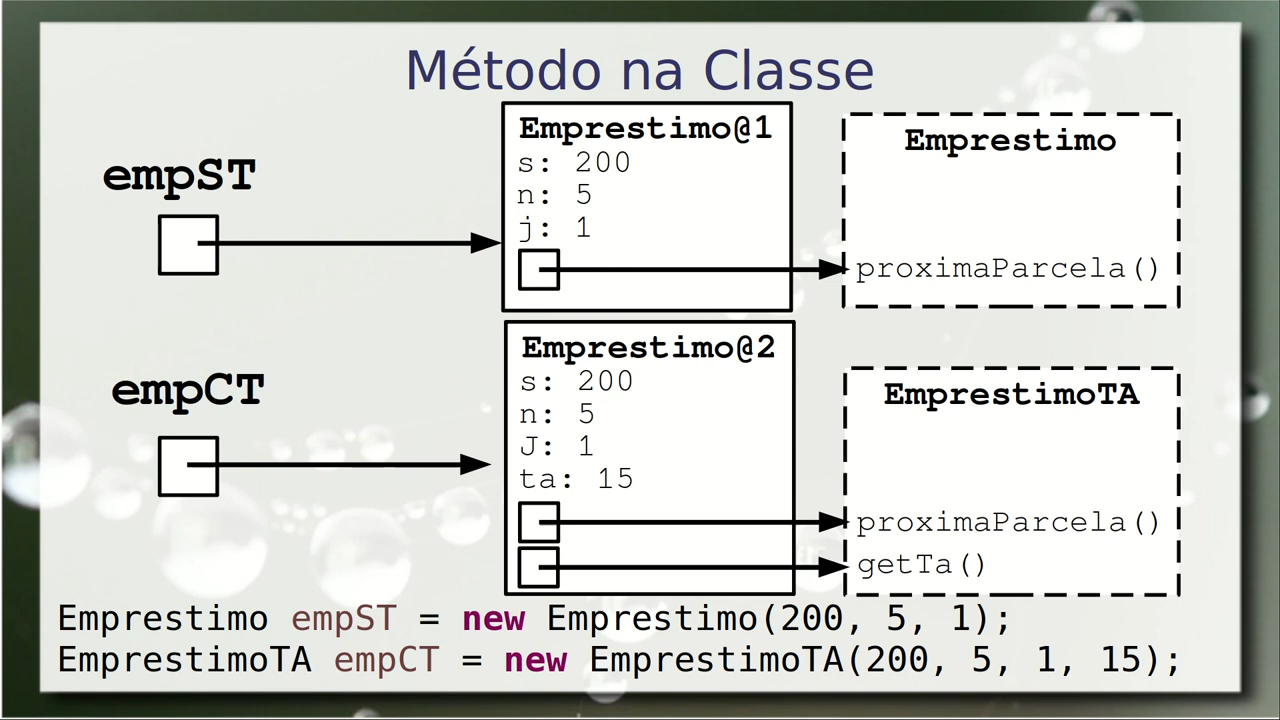 Método na Classe
empST
Emprestimo@1
s: 200
n: 5
j: 1
Emprestimo
proximaParcela()
empCT
Emprestimo@2
s: 200
n: 5
J: 1
ta: 15
EmprestimoTA
proximaParcela()
getTa()
Emprestimo empST = new Emprestimo(200, 5, 1);
EmprestimoTA empCT = new EmprestimoTA(200, 5, 1, 15);